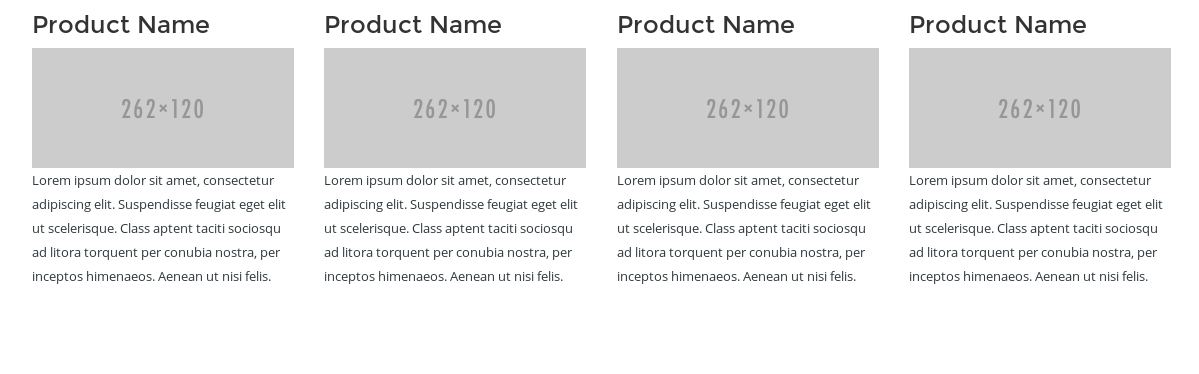 Product Name
262×120
Lorem ipsum dolor sit amet, consectetur
adipiscing elit. Suspendisse feugiat eget elit
ut scelerisque. Class aptent taciti sociosqu
ad litora torquent per conubia nostra, per
inceptos himenaeos. Aenean ut nisi felis.
Product Name
262×120
Lorem ipsum dolor sit amet, consectetur
adipiscing elit. Suspendisse feugiat eget elit
ut scelerisque. Class aptent taciti sociosqu
ad litora torquent per conubia nostra, per
inceptos himenaeos. Aenean ut nisi felis.
Product Name
262×120
Lorem ipsum dolor sit amet, consectetur
adipiscing elit. Suspendisse feugiat eget elit
ut scelerisque. Class aptent taciti sociosqu
ad litora torquent per conubia nostra, per
inceptos himenaeos. Aenean ut nisi felis.
Product Name
262×120
Lorem ipsum dolor sit amet, consectetur
adipiscing elit. Suspendisse feugiat eget elit
ut scelerisque. Class aptent taciti sociosqu
ad litora torquent per conubia nostra, per
inceptos himenaeos. Aenean ut nisi felis.